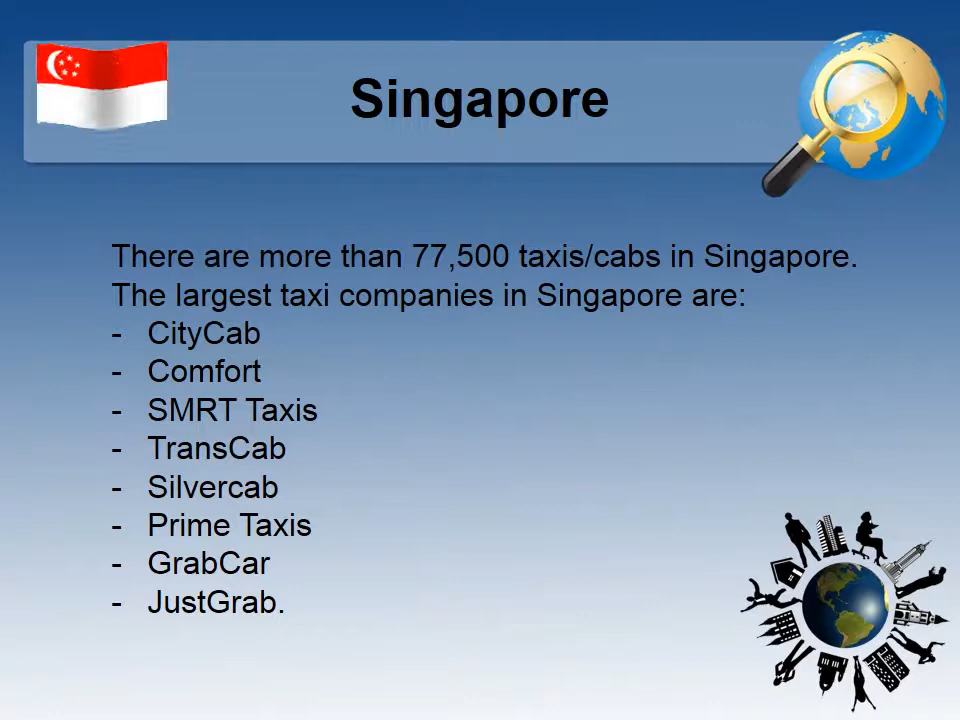 Singapore
There are more than 77,500 taxis/cabs in Singapore.
The largest taxi companies in Singapore are:
- CityCab
- Comfort
- SMRT Taxis
- TransCab
- Silvercab
- Prime Taxis
- GrabCar
- JustGrab.